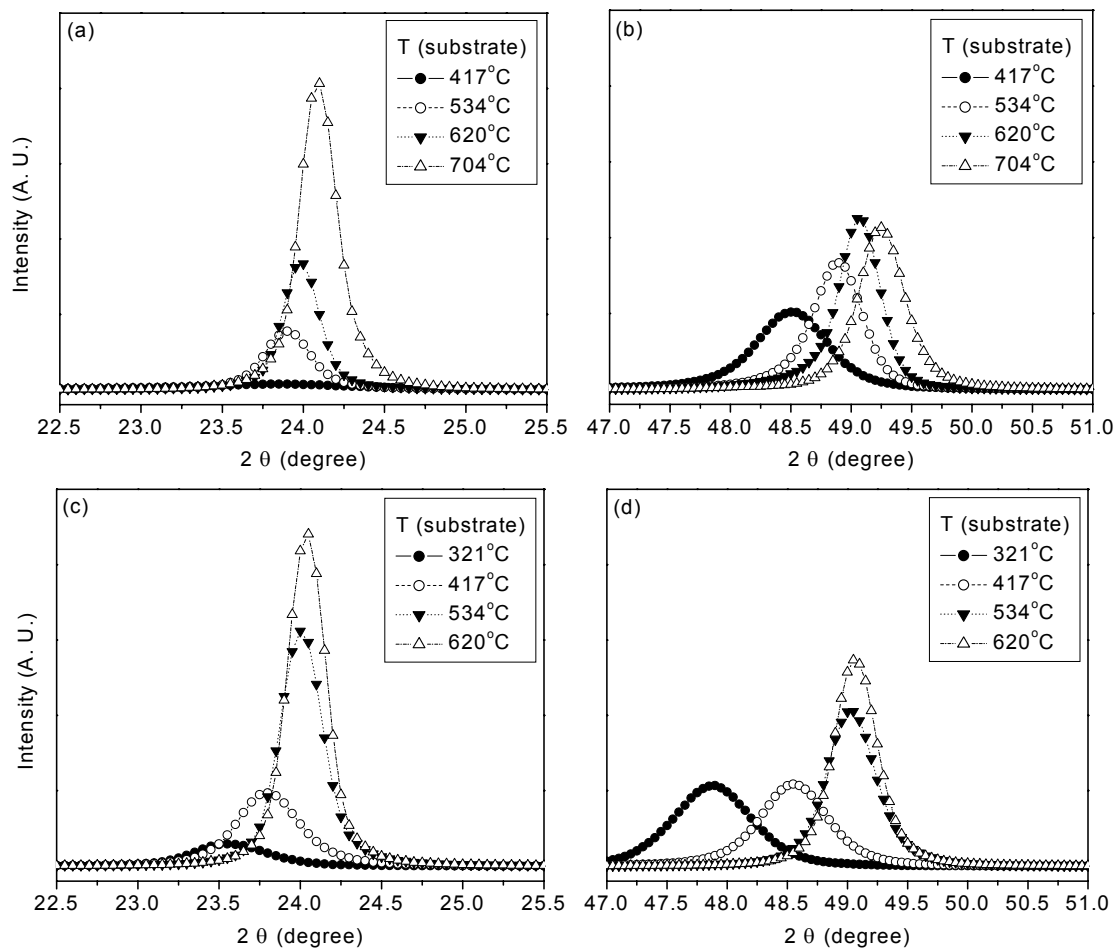 (a)
T (substrate)
417°C
534°C
620°C
704°C
Intensity (A. U.)
22.5 23.0 23.5 24.0 24.5 25.0 25.5
2 θ (degree)
(b)
T (substrate)
417°C
534°C
620°C
704°C
47.0 47.5 48.0 48.5 49.0 49.5 50.0 50.5 51.0
2 θ (degree)
(c)
T (substrate)
321°C
417°C
534°C
620°C
Intensity (A. U.)
22.5 23.0 23.5 24.0 24.5 25.0 25.5
2 θ (degree)
(d)
T (substrate)
321°C
417°C
534°C
620°C
47.0 47.5 48.0 48.5 49.0 49.5 50.0 50.5 51.0
2 θ (degree)